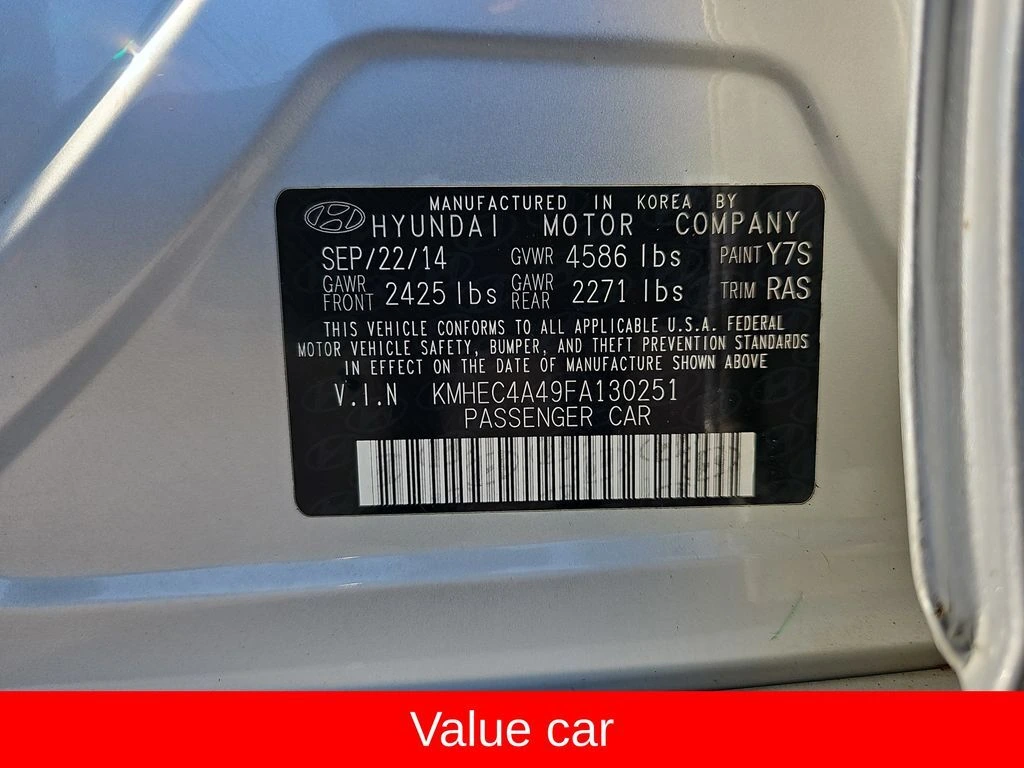 MANUFACTURED IN KOREA BY
HYUNDAI MOTOR COMPANY
SEP/22/14 GVWR 4586 lbs PAINT Y7S
GAWR FRONT 2425 lbs GAWR REAR 2271 lbs TRIM RAS
THIS VEHICLE CONFORMS TO ALL APPLICABLE U.S.A. FEDERAL
MOTOR VEHICLE SAFETY, BUMPER, AND THEFT PREVENTION STANDARDS
IN EFFECT ON THE DATE OF MANUFACTURE SHOWN ABOVE
V.I.N KMHEC4A49FA130251
PASSENGER CAR
Value car